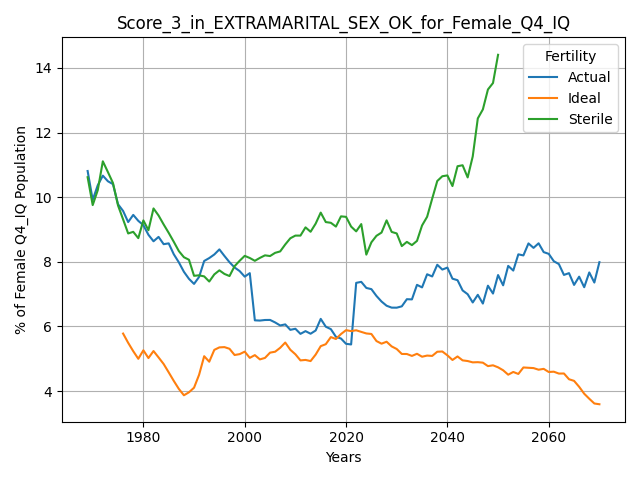 Score_3_in_EXTRAMARITAL_SEX_OK_for_Female_Q4_IQ
Fertility
Actual
Ideal
Sterile
% of Female Q4_IQ Population
14
12
10
8
6
4
1980 2000 2020 2040 2060
Years